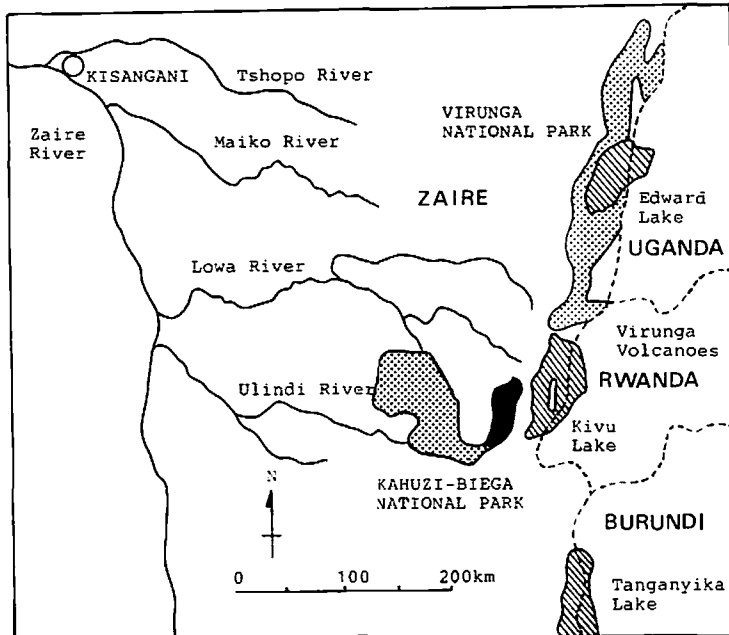 KISANGANI
Tshopo River
Zaire
River
Maiko River
VIRUNGA
NATIONAL PARK
ZAIRE
Edward
Lake
UGANDA
Lowa River
Virunga
Volcanoes
RWANDA
Ulindi River
Kivu
Lake
KAHUZI-BIEGA
NATIONAL PARK
N
BURUNDI
0 100 200km
Tanganyika
Lake